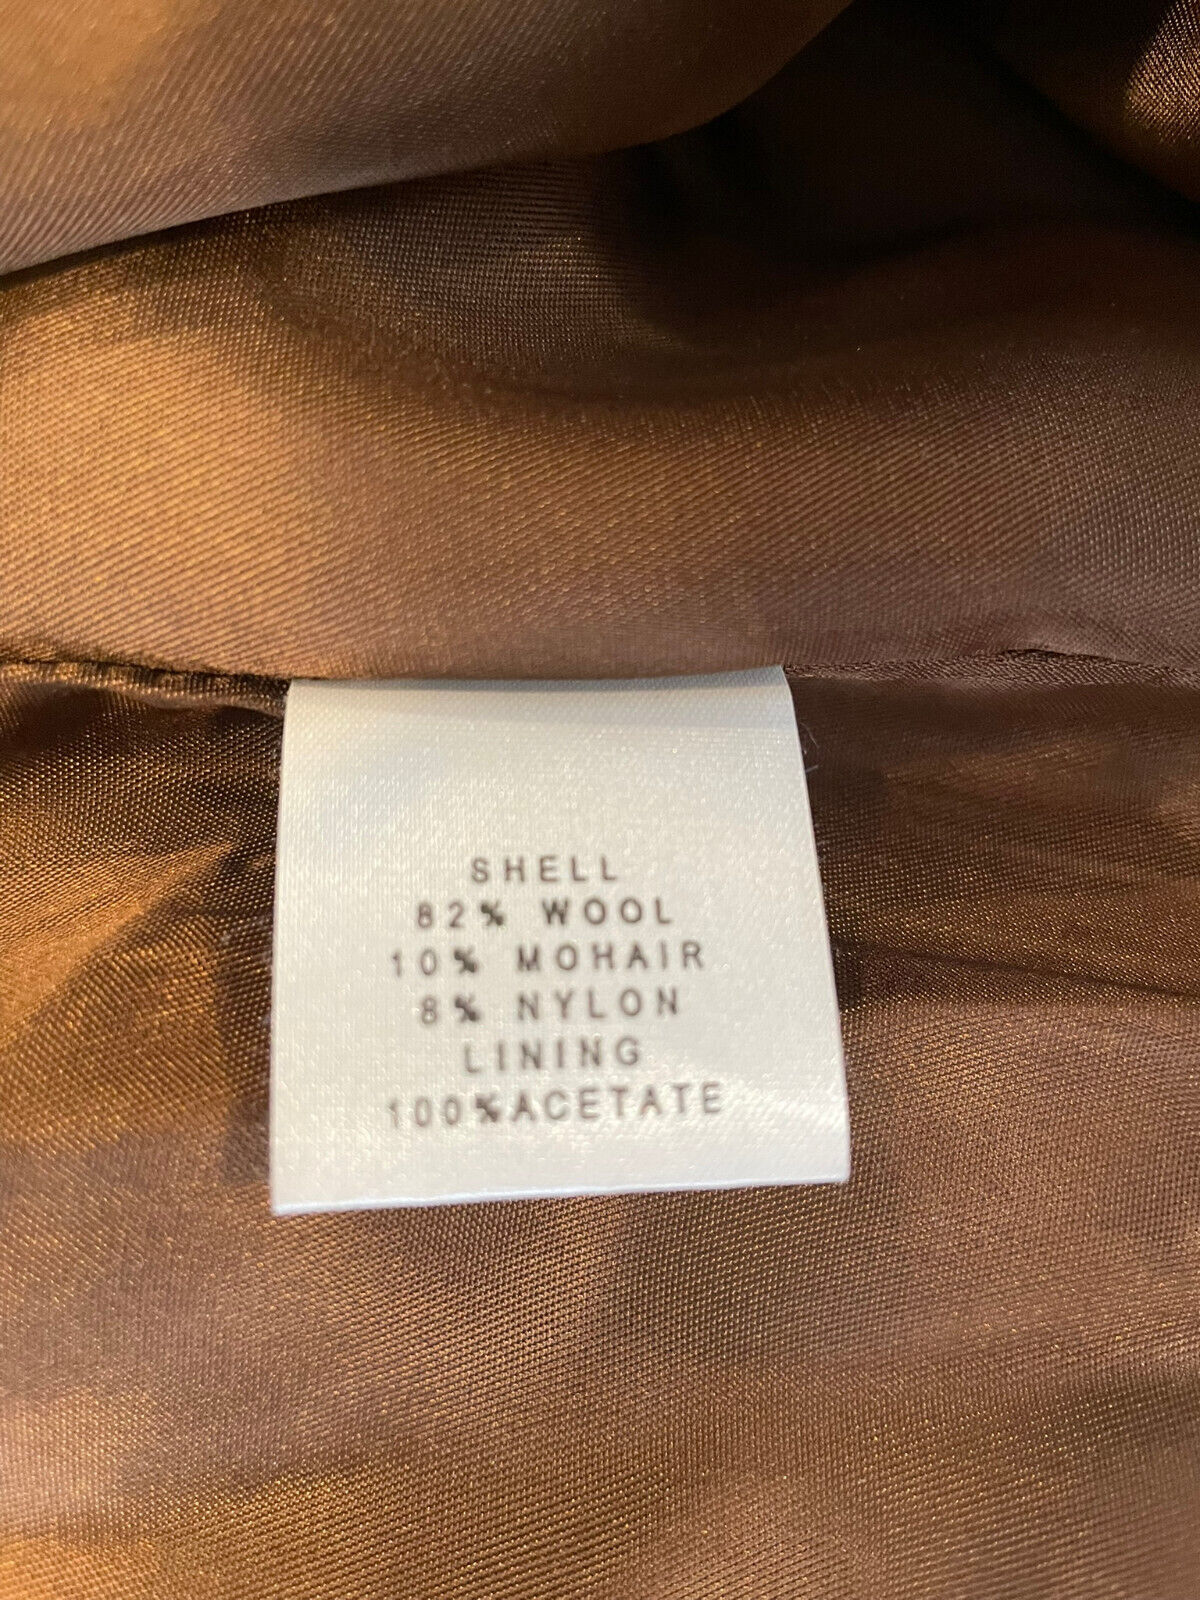 SHELL
82% WOOL
10% MOHAIR
8% NYLON
LINING
100%ACETATE